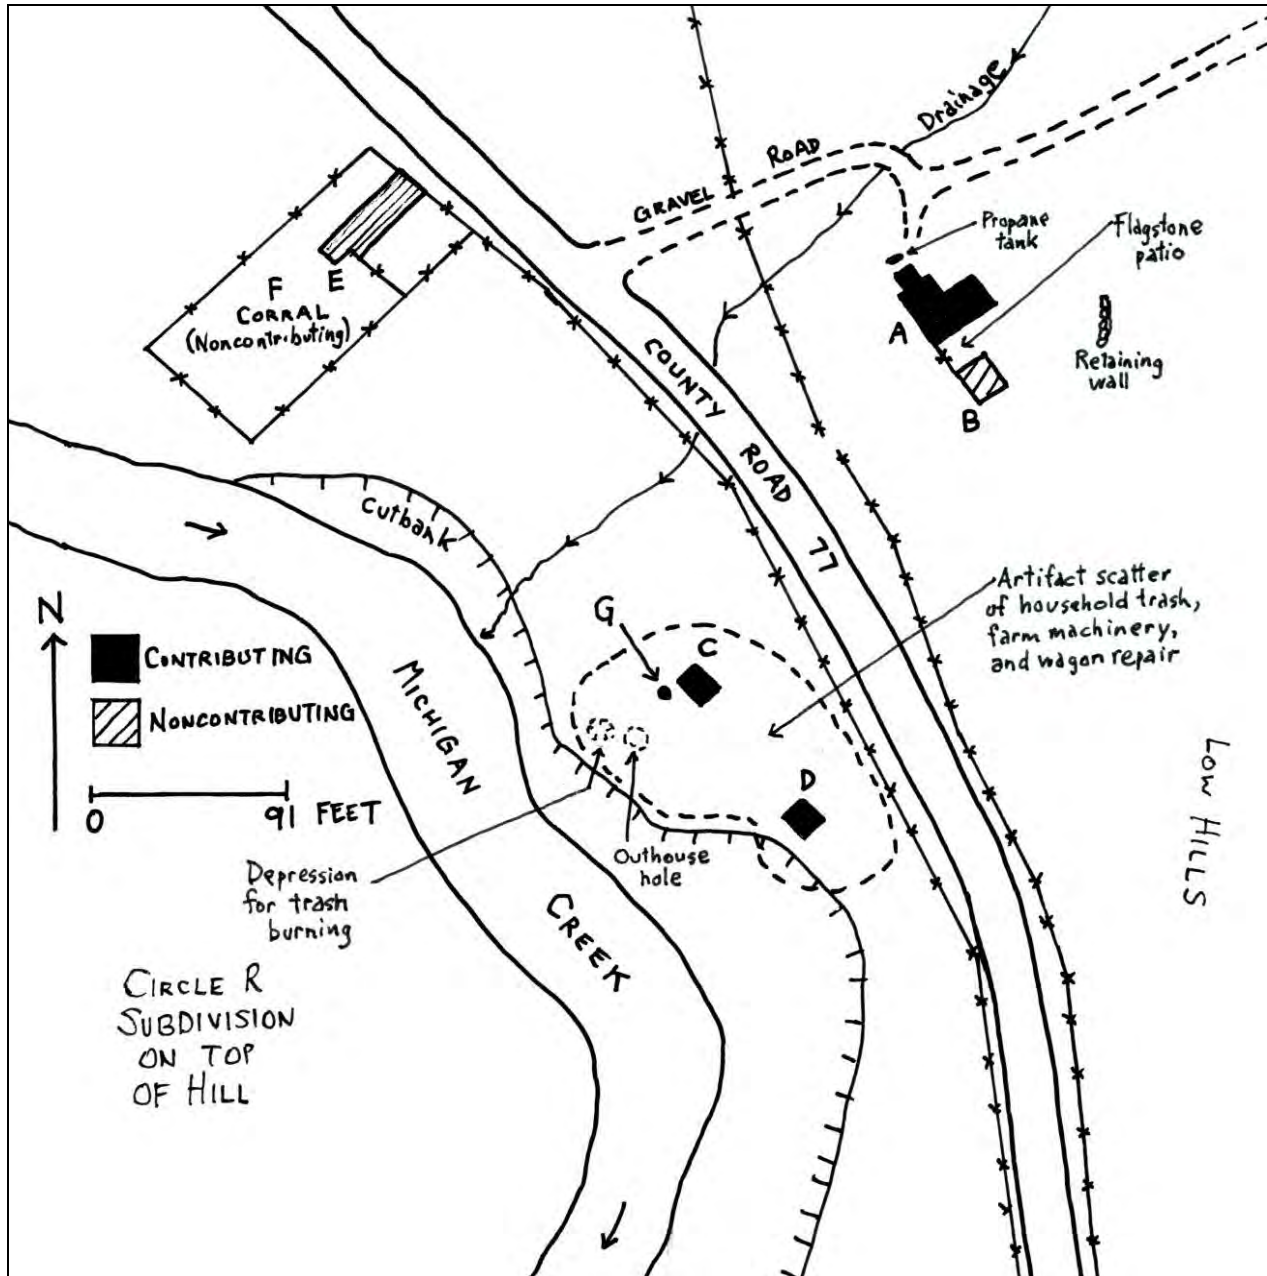 Drainage
GRAVEL ROAD
Propane
tank
Flagstone
patio
A
B
Retaining
wall
E
F
CORRAL
(Noncontributing)
COUNTY ROAD 77
Cutbank
Artifact scatter
of household trash,
farm machinery,
and wagon repair
N
CONTRIBUTING
NONCONTRIBUTING
0 91 FEET
G
C
D
MICHIGAN CREEK
Outhouse
hole
Depression
for trash
burning
LOW HILLS
CIRCLE R
SUBDIVISION
ON TOP
OF HILL